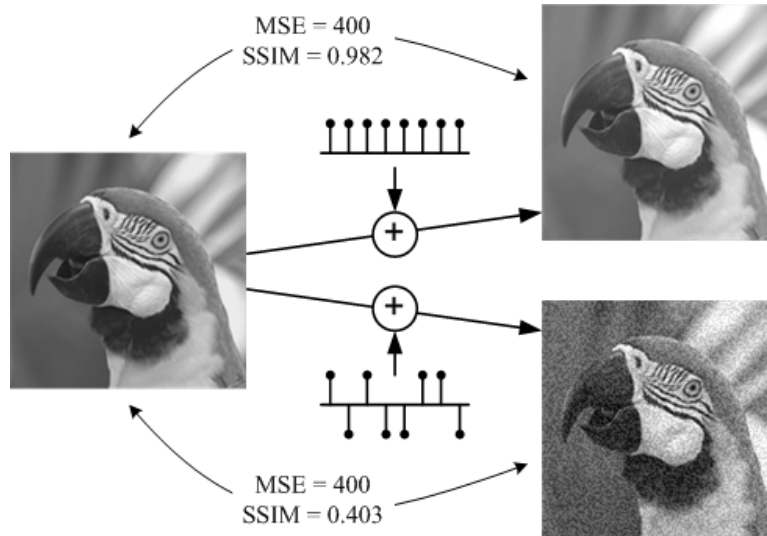 MSE = 400
SSIM = 0.982
+
+
MSE = 400
SSIM = 0.403